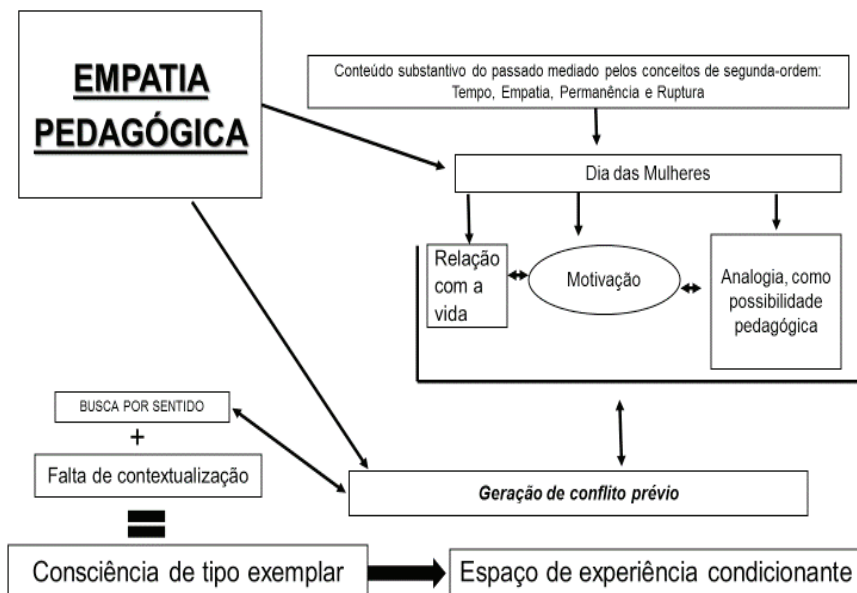 EMPATIA
PEDAGÓGICA
Conteúdo substantivo do passado mediado pelos conceitos de segunda-ordem:
Tempo, Empatia, Permanência e Ruptura
Dia das Mulheres
Relação
com a
vida
Motivação
Analogia, como
possibilidade
pedagógica
BUSCA POR SENTIDO
+
Falta de contextualização
Geração de conflito prévio
=
Consciência de tipo exemplar
Espaço de experiência condicionante